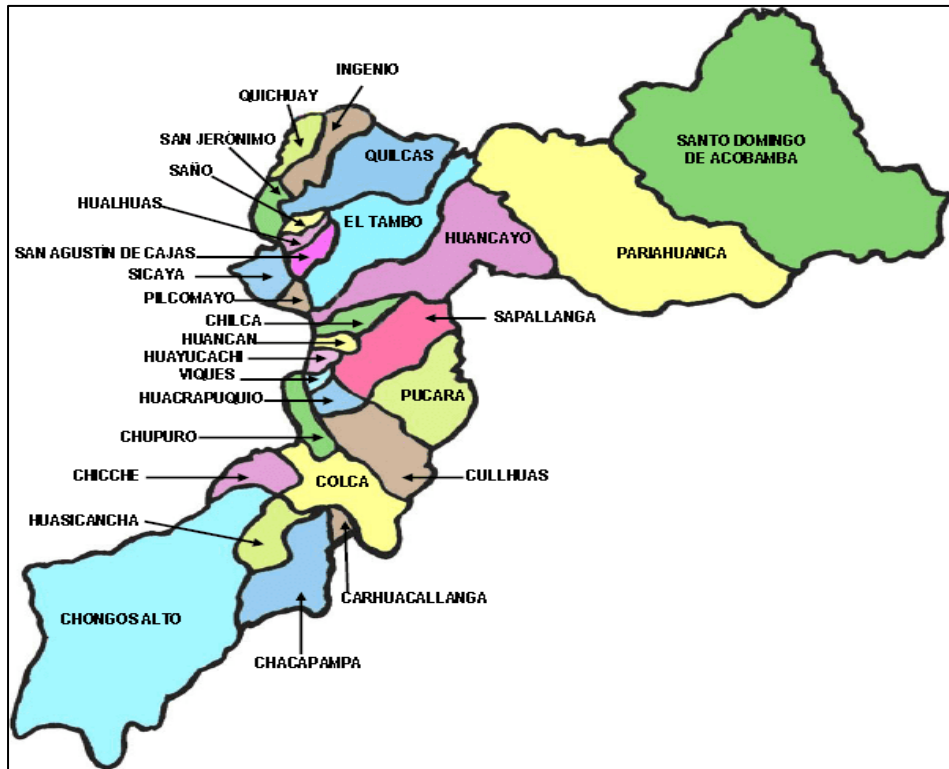 INGENIO
QUICHUAY
SAN JERÓNIMO
QUILCAS
SANTO DOMINGO
DE ACOBAMBA
SAÑO
HUALHUAS
EL TAMBO
HUANCAYO
PARIAHUANCA
SAN AGUSTÍN DE CAJAS
SICAYA
PILCOMAYO
SAPALLANGA
CHILCA
HUANCAN
HUAYUCACHI
VIQUES
PUCARA
HUACRAPUQUIO
CHUPURO
CHICCHE
COLCA
CULLHUAS
HUASICANCHA
CARHUACALLANGA
CHONGOS ALTO
CHACAPAMPA